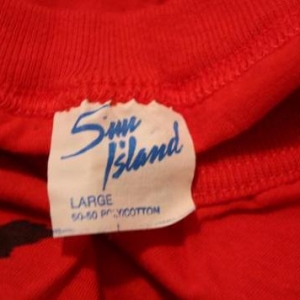 Sun
Island
LARGE
50-50 POLY/COTTON